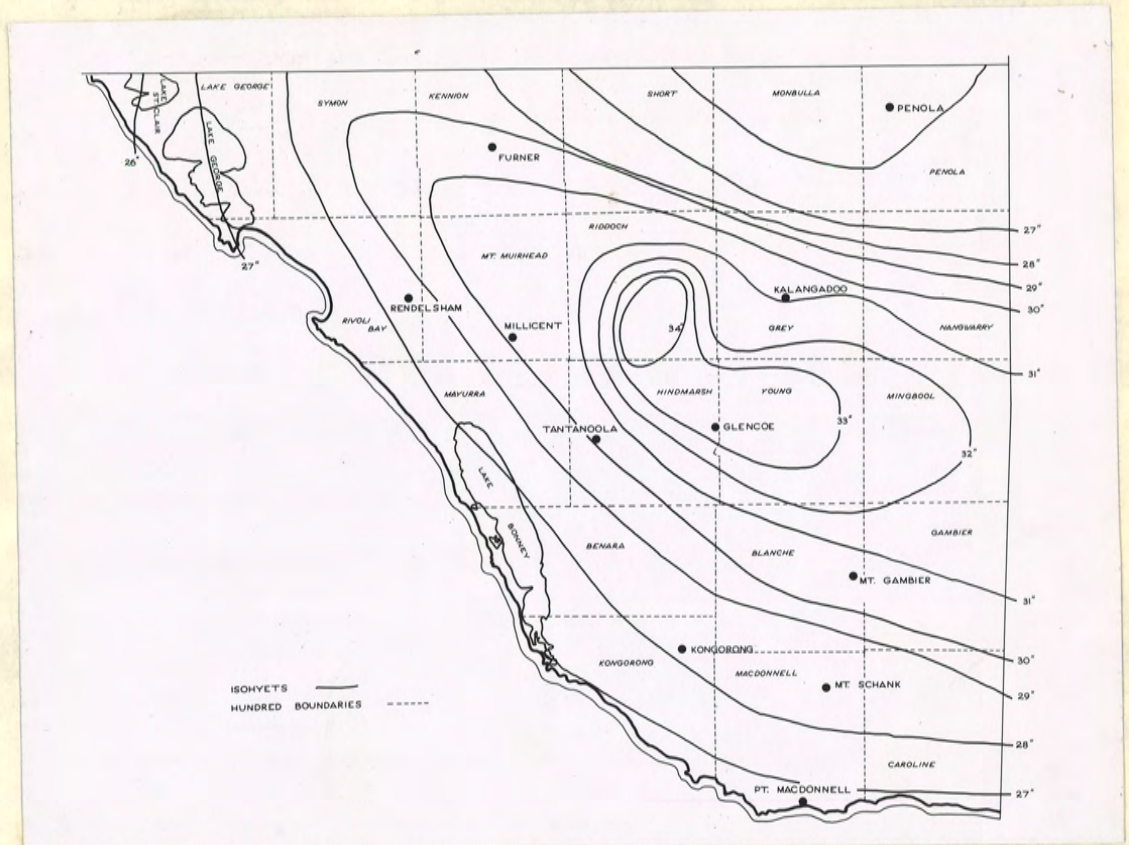 LAKE GEORGE
LAKE
ST. CLAIR
SYMON
KENNION
SHORT
MONBULLA
PENOLA
LAKE GEORGE
26"
FURNER
PENOLA
RIDDOCH
27"
27"
MT. MUIRHEAD
28"
KALANGADOO
29"
RENDELSHAM
30"
RIVOLI
BAY
MILLICENT
34"
GREY
NANGWARRY
31"
MAYURRA
HINDMARSH
YOUNG
MINGBOOL
33"
TANTANOOLA
GLENCOE
32"
LAKE
BONNEY
GAMBIER
BENARA
BLANCHE
MT. GAMBIER
31"
KONGORONG
30"
KONGORONG
MACDONNELL
MT. SCHANK
29"
ISOHYETS
HUNDRED BOUNDARIES
28"
CAROLINE
PT. MACDONNELL
27"